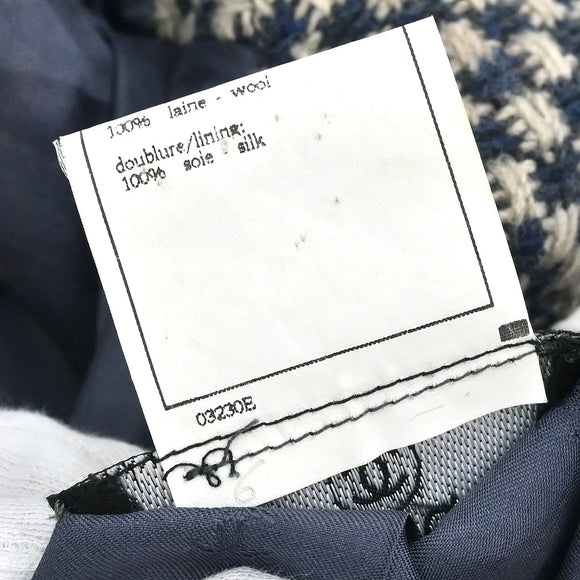 100% laine - wool
doublure/lining:
100% soie - silk
03230E